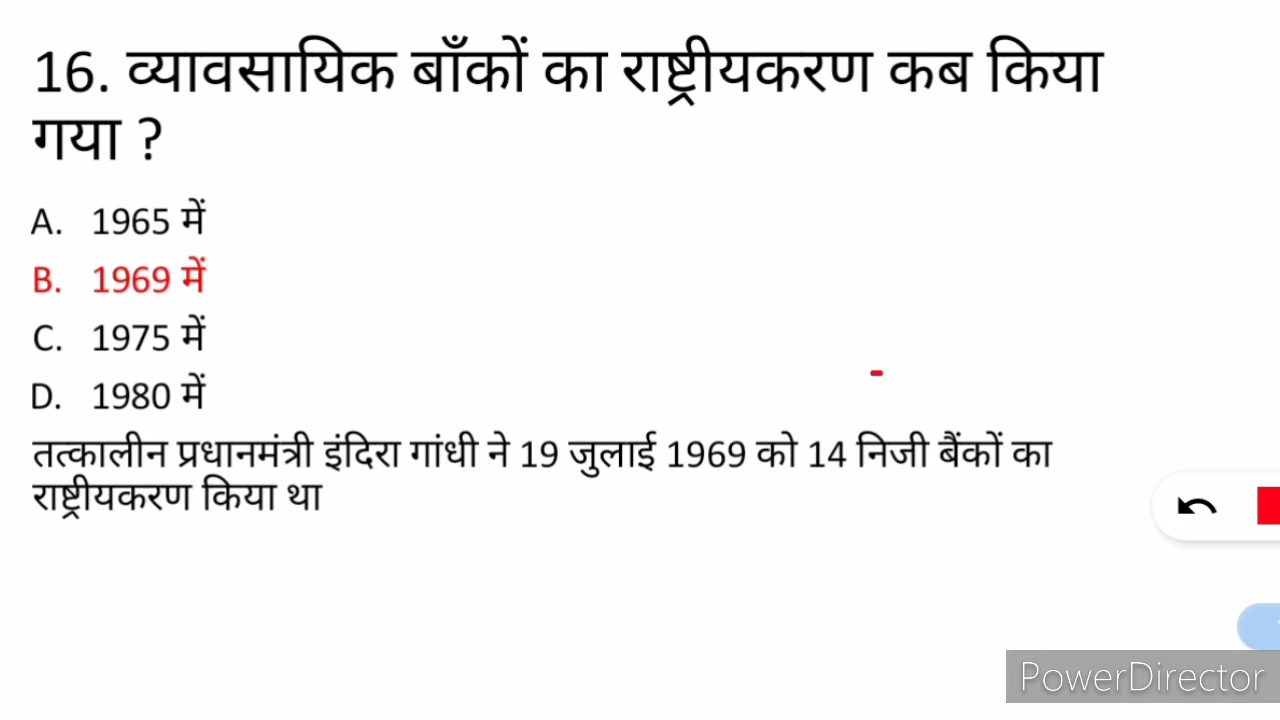 16. व्यावसायिक बाँकों का राष्ट्रीयकरण कब किया
गया ?
A. 1965 में
B. 1969 में
C. 1975 में
D. 1980 में
तत्कालीन प्रधानमंत्री इंदिरा गांधी ने 19 जुलाई 1969 को 14 निजी बैंकों का
राष्ट्रीयकरण किया था
PowerDirector